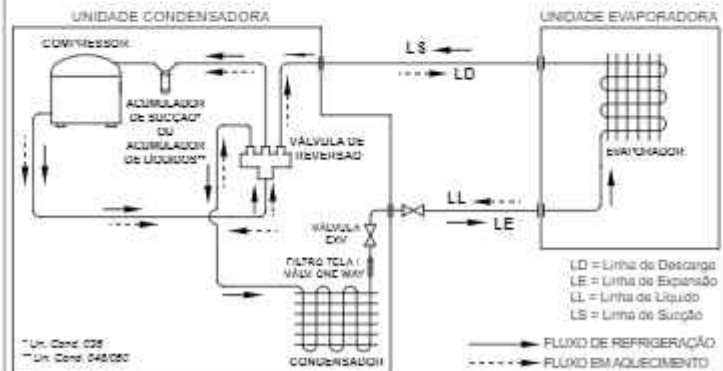 UNIDADE CONDENSADORA
UNIDADE EVAPORADORA
COMPRESSOR
ACUMULADOR
DE SUCÇÃO*
OU
ACUMULADOR
DE LÍQUIDOS**
VÁLVULA DE
REVERSÃO
LS
LD
EVAPORADOR
LL
LE
VÁLVULA
EXV
FILTRO TELA /
VÁLV. ONE WAY
CONDENSADOR
* Un. Cond. 036
** Un. Cond. 048/060
LD = Linha de Descarga
LE = Linha de Expansão
LL = Linha de Líquido
LS = Linha de Sucção
FLUXO DE REFRIGERAÇÃO
FLUXO EM AQUECIMENTO